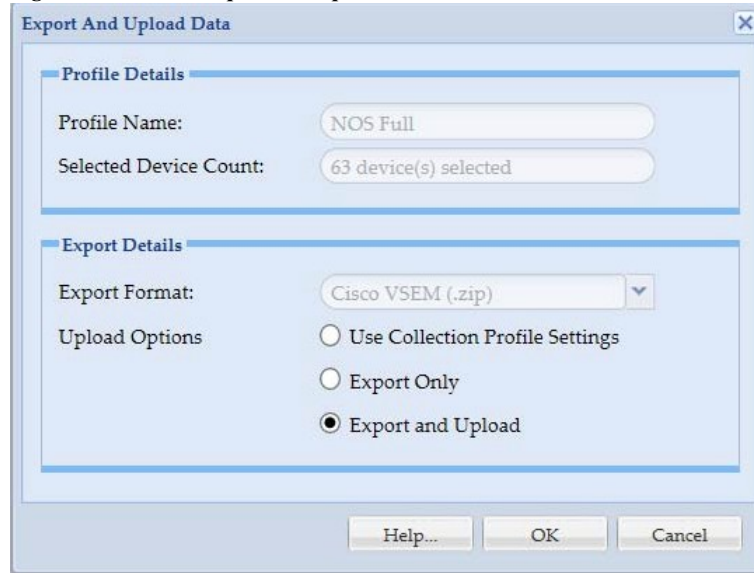 Export And Upload Data
Profile Details
Profile Name: NOS Full
Selected Device Count: 63 device(s) selected
Export Details
Export Format: Cisco VSEM (.zip)
Upload Options Use Collection Profile Settings
Export Only
Export and Upload
Help... OK Cancel